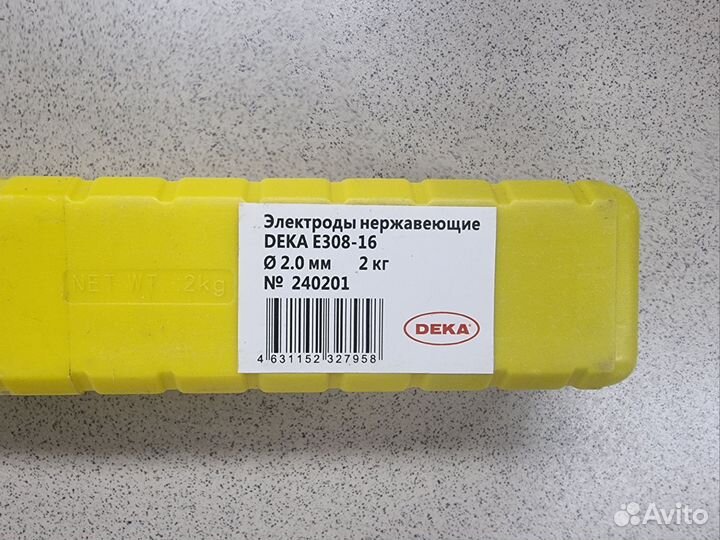 NET WT 2kg
Электроды нержавеющие
DEKA E308-16
Ø 2.0 мм 2 кг
№ 240201
DEKA
4 631152 327958
Avito